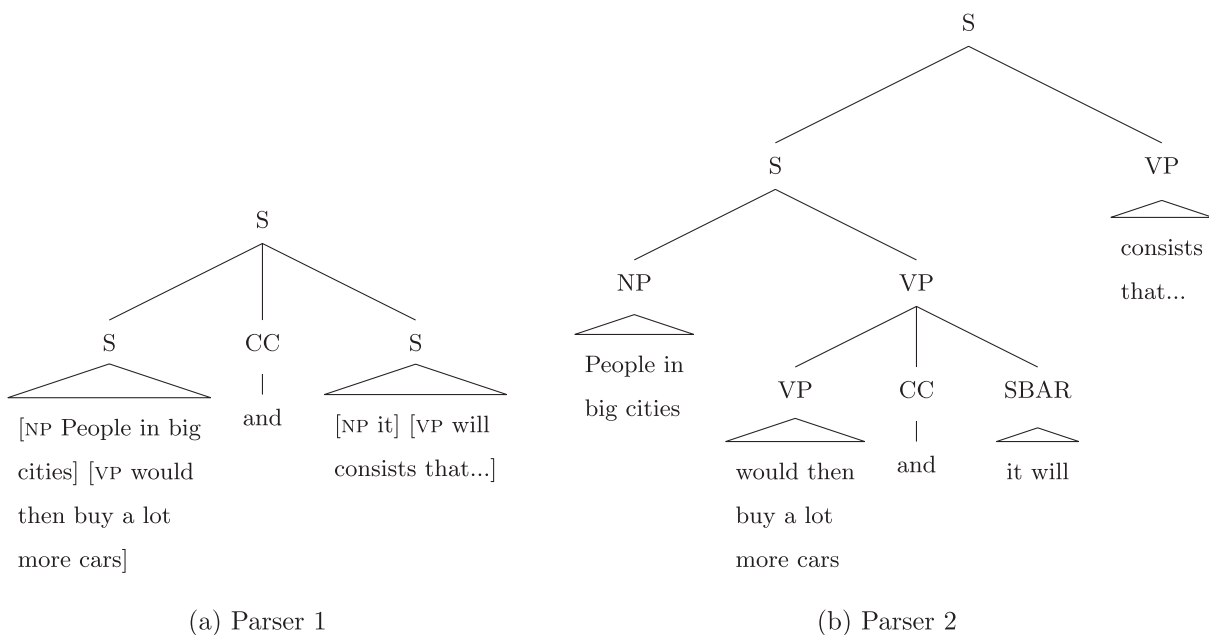 S
S
CC
S
[NP People in big
cities] [VP would
then buy a lot
more cars]
and
[NP it] [VP will
consists that...]
(a) Parser 1
S
S
VP
consists
that...
NP
VP
People in
big cities
VP
CC
SBAR
would then
buy a lot
more cars
and
it will
(b) Parser 2